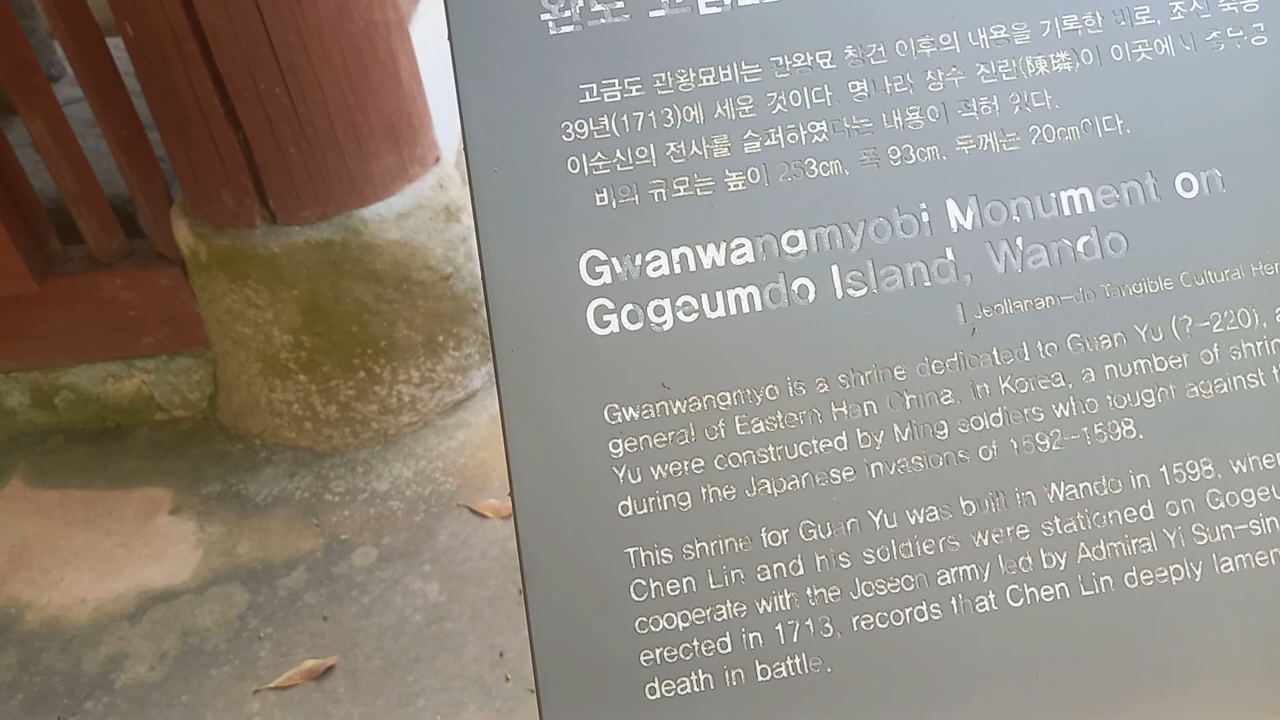 완도
고금도 관왕묘비는 관왕묘 창건 이후의 내용을 기록한 비로, 조선 숙종
39년(1713)에 세운 것이다. 명나라 장수 진린(陳璘)이 이곳에서 충무공
이순신의 전사를 슬퍼하였다는 내용이 적혀 있다.
비의 규모는 높이 253cm, 폭 93cm, 두께는 20cm이다.
Gwanwangmyobi Monument on
Gogeumdo Island, Wando
Jeollanam-do Tangible Cultural Her
Gwanwangmyo is a shrine dedicated to Guan Yu (?-220), a
general of Eastern Han China. In Korea, a number of shrin
Yu were constructed by Ming soldiers who fought against t
during the Japanese invasions of 1592-1598.
This shrine for Guan Yu was built in Wando in 1598, wher
Chen Lin and his soldiers were stationed on Gogeu
cooperate with the Joseon army led by Admiral Yi Sun-sin
erected in 1713, records that Chen Lin deeply lamen
death in battle.